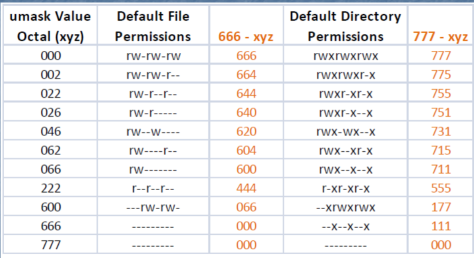 umask Value Default File Default Directory
Octal (xyz) Permissions 666 - xyz Permissions 777 - xyz
000 rw-rw-rw 666 rwxrwxrwx 777
002 rw-rw-r-- 664 rwxrwxr-x 775
022 rw-r--r-- 644 rwxr-xr-x 755
026 rw-r----- 640 rwxr-x--x 751
046 rw--w---- 620 rwx-wx--x 731
062 rw----r-- 604 rwx--xr-x 715
066 rw------- 600 rwx--x--x 711
222 r--r--r-- 444 r-xr-xr-x 555
600 ---rw-rw- 066 --xrwxrwx 177
666 --------- 000 --x--x--x 111
777 --------- 000 --------- 000